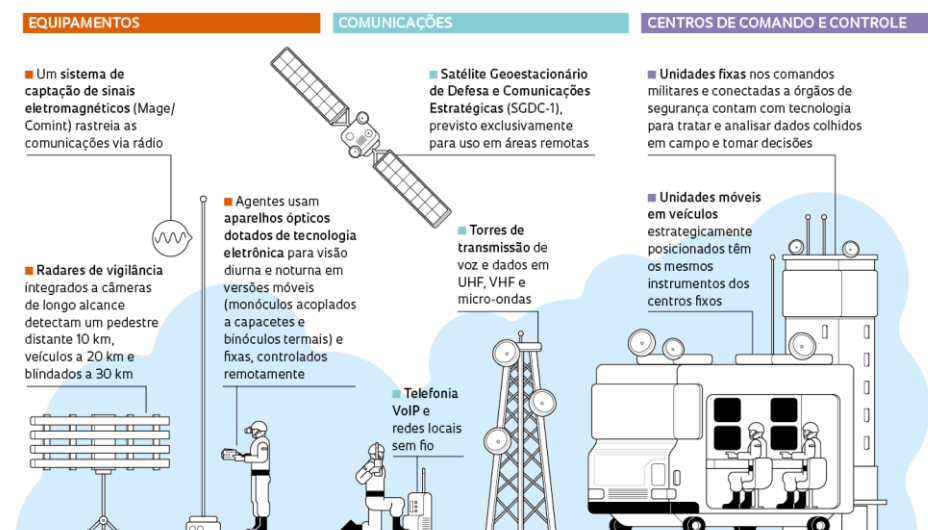 EQUIPAMENTOS
Um sistema de
captação de sinais
eletromagnéticos (Mage/
Comint) rastreia as
comunicações via rádio
Radares de vigilância
integrados a câmeras
de longo alcance
detectam um pedestre
distante 10 km,
veículos a 20 km e
blindados a 30 km
Agentes usam
aparelhos ópticos
dotados de tecnologia
eletrônica para visão
diurna e noturna em
versões móveis
(monóculos acoplados
a capacetes e
binóculos termais) e
fixas, controlados
remotamente
COMUNICAÇÕES
Satélite Geoestacionário
de Defesa e Comunicações
Estratégicas (SGDC-1),
previsto exclusivamente
para uso em áreas remotas
Torres de
transmissão de
voz e dados em
UHF, VHF e
micro-ondas
Telefonia
VoIP e
redes locais
sem fio
CENTROS DE COMANDO E CONTROLE
Unidades fixas nos comandos
militares e conectadas a órgãos de
segurança contam com tecnologia
para tratar e analisar dados colhidos
em campo e tomar decisões
Unidades móveis
em veículos
estrategicamente
posicionados têm
os mesmos
instrumentos dos
centros fixos